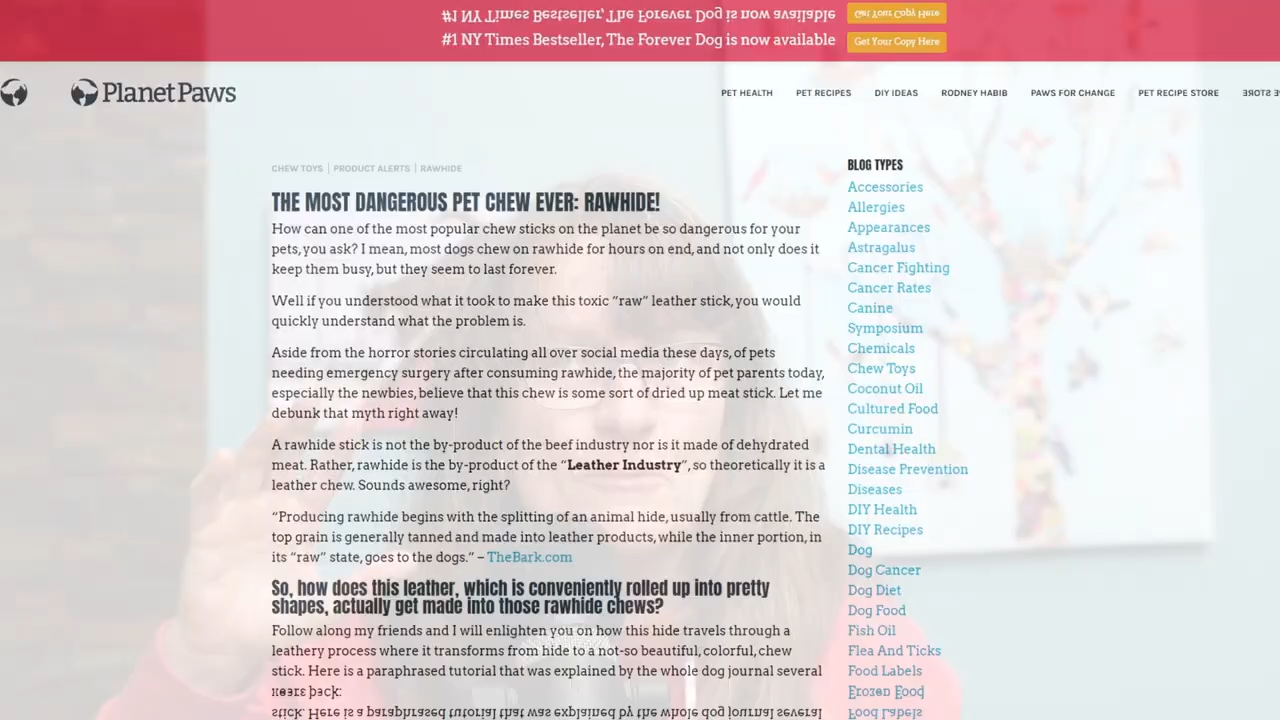 #1 NY Times Bestseller, The Forever Dog is now available Get Your Copy Here
#1 NY Times Bestseller, The Forever Dog is now available Get Your Copy Here
PlanetPaws
PET HEALTH PET RECIPES DIY IDEAS RODNEY HABIB PAWS FOR CHANGE PET RECIPE STORE
CHEW TOYS | PRODUCT ALERTS | RAWHIDE
THE MOST DANGEROUS PET CHEW EVER: RAWHIDE!
How can one of the most popular chew sticks on the planet be so dangerous for your
pets, you ask? I mean, most dogs chew on rawhide for hours on end, and not only does it
keep them busy, but they seem to last forever.
Well if you understood what it took to make this toxic “raw” leather stick, you would
quickly understand what the problem is.
Aside from the horror stories circulating all over social media these days, of pets
needing emergency surgery after consuming rawhide, the majority of pet parents today,
especially the newbies, believe that this chew is some sort of dried up meat stick. Let me
debunk that myth right away!
A rawhide stick is not the by-product of the beef industry nor is it made of dehydrated
meat. Rather, rawhide is the by-product of the “Leather Industry”, so theoretically it is a
leather chew. Sounds awesome, right?
“Producing rawhide begins with the splitting of an animal hide, usually from cattle. The
top grain is generally tanned and made into leather products, while the inner portion, in
its “raw” state, goes to the dogs.” – TheBark.com
So, how does this leather, which is conveniently rolled up into pretty
shapes, actually get made into those rawhide chews?
Follow along my friends and I will enlighten you on how this hide travels through a
leathery process where it transforms from hide to a not-so beautiful, colorful, chew
stick. Here is a paraphrased tutorial that was explained by the whole dog journal several
years back:
stick. Here is a paraphrased tutorial that was explained by the whole dog journal several
BLOG TYPES
Accessories
Allergies
Appearances
Astragalus
Cancer Fighting
Cancer Rates
Canine
Symposium
Chemicals
Chew Toys
Coconut Oil
Cultured Food
Curcumin
Dental Health
Disease Prevention
Diseases
DIY Health
DIY Recipes
Dog
Dog Cancer
Dog Diet
Dog Food
Fish Oil
Flea And Ticks
Food Labels
Frozen Food
Food Labels